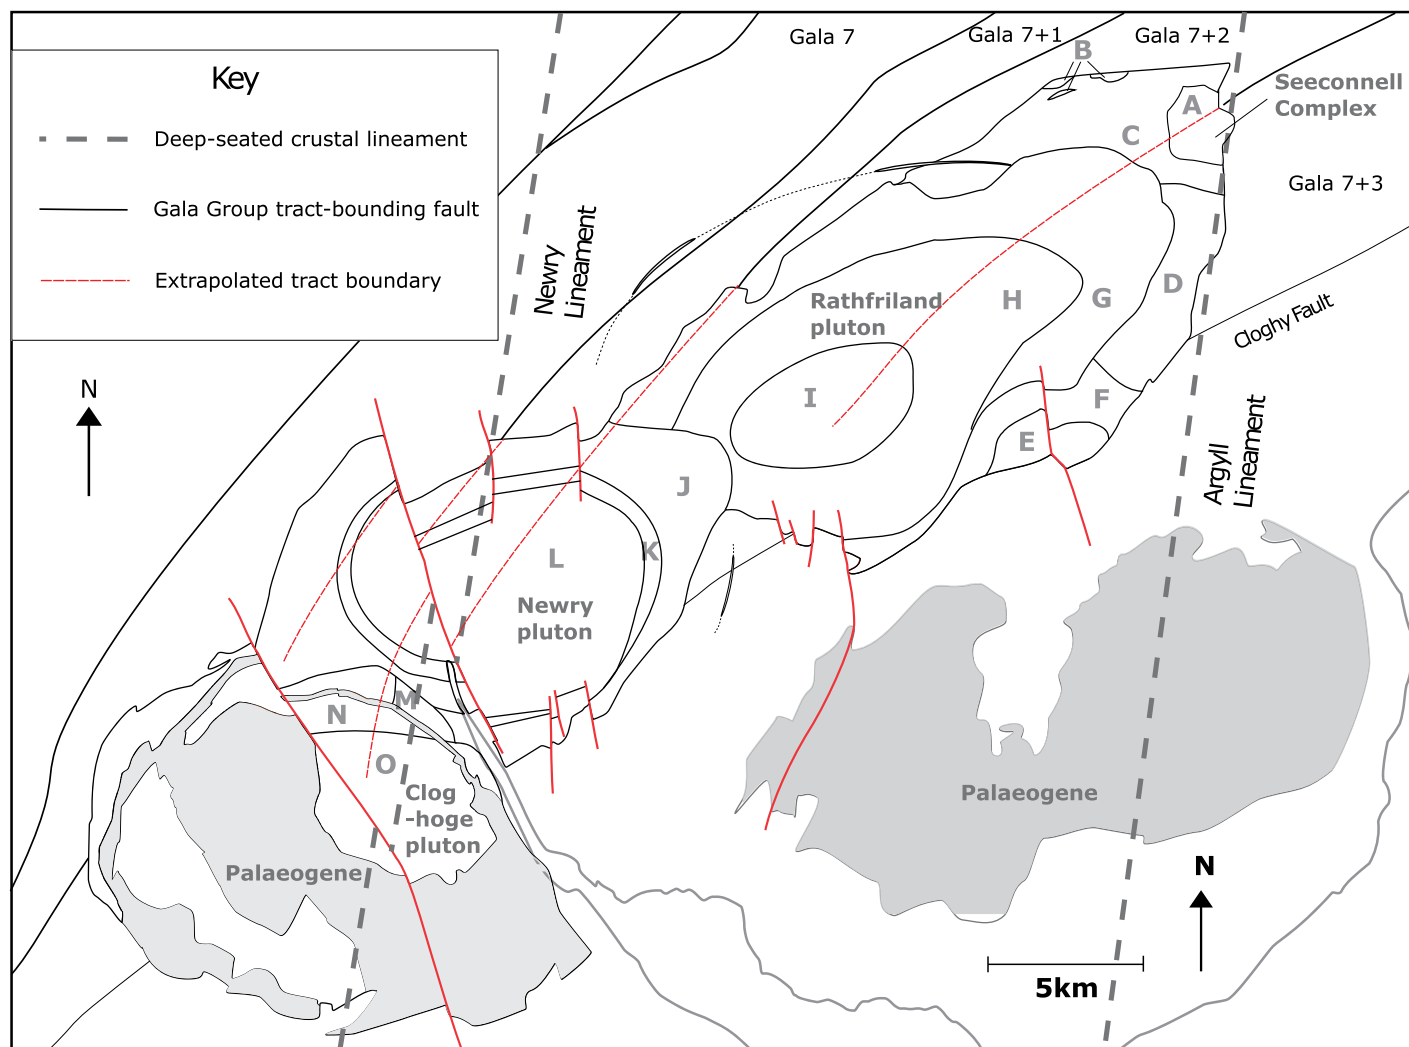 Gala 7
Gala 7+1
Gala 7+2
B
Key
Deep-seated crustal lineament
Gala Group tract-bounding fault
Extrapolated tract boundary
Seeconnell
Complex
A
C
Gala 7+3
Newry
Lineament
D
G
H
Rathfriland
pluton
Cloghy Fault
N
I
F
E
Argyll
Lineament
J
K
L
Newry
pluton
M
N
O
Clog
-hoge
pluton
Palaeogene
Palaeogene
N
5km